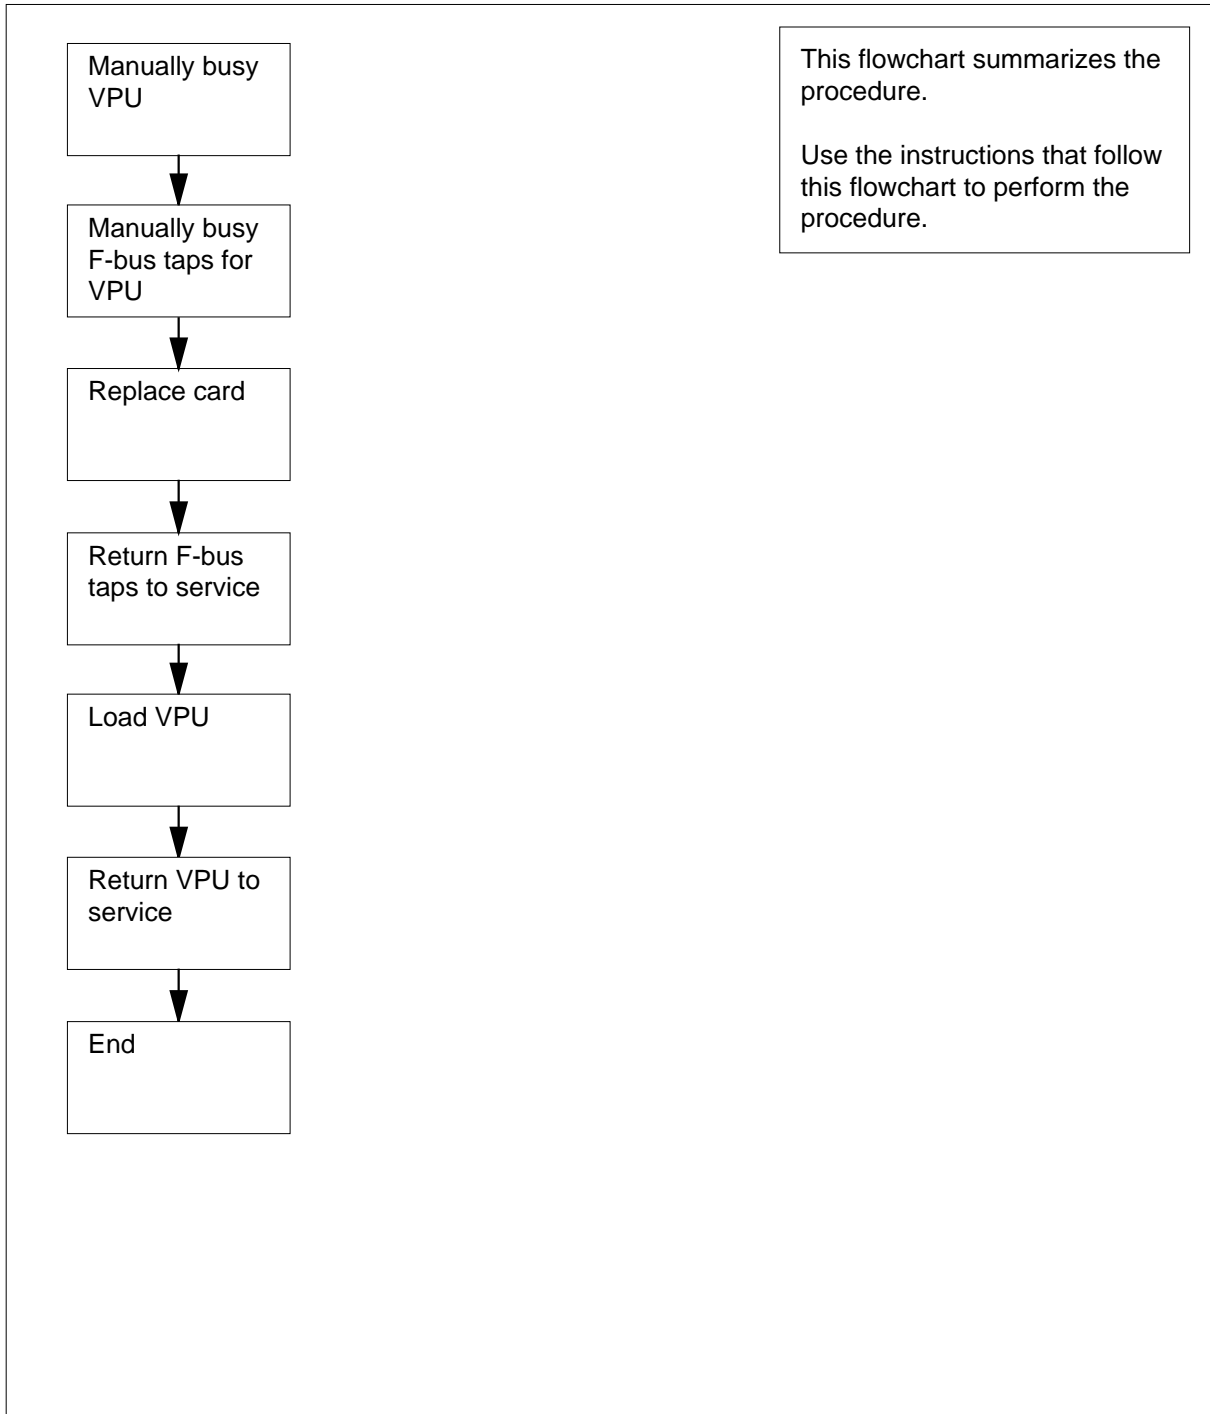 Manually busy
VPU
Manually busy
F-bus taps for
VPU
Replace card
Return F-bus
taps to service
Load VPU
Return VPU to
service
End
This flowchart summarizes the
procedure.
Use the instructions that follow
this flowchart to perform the
procedure.